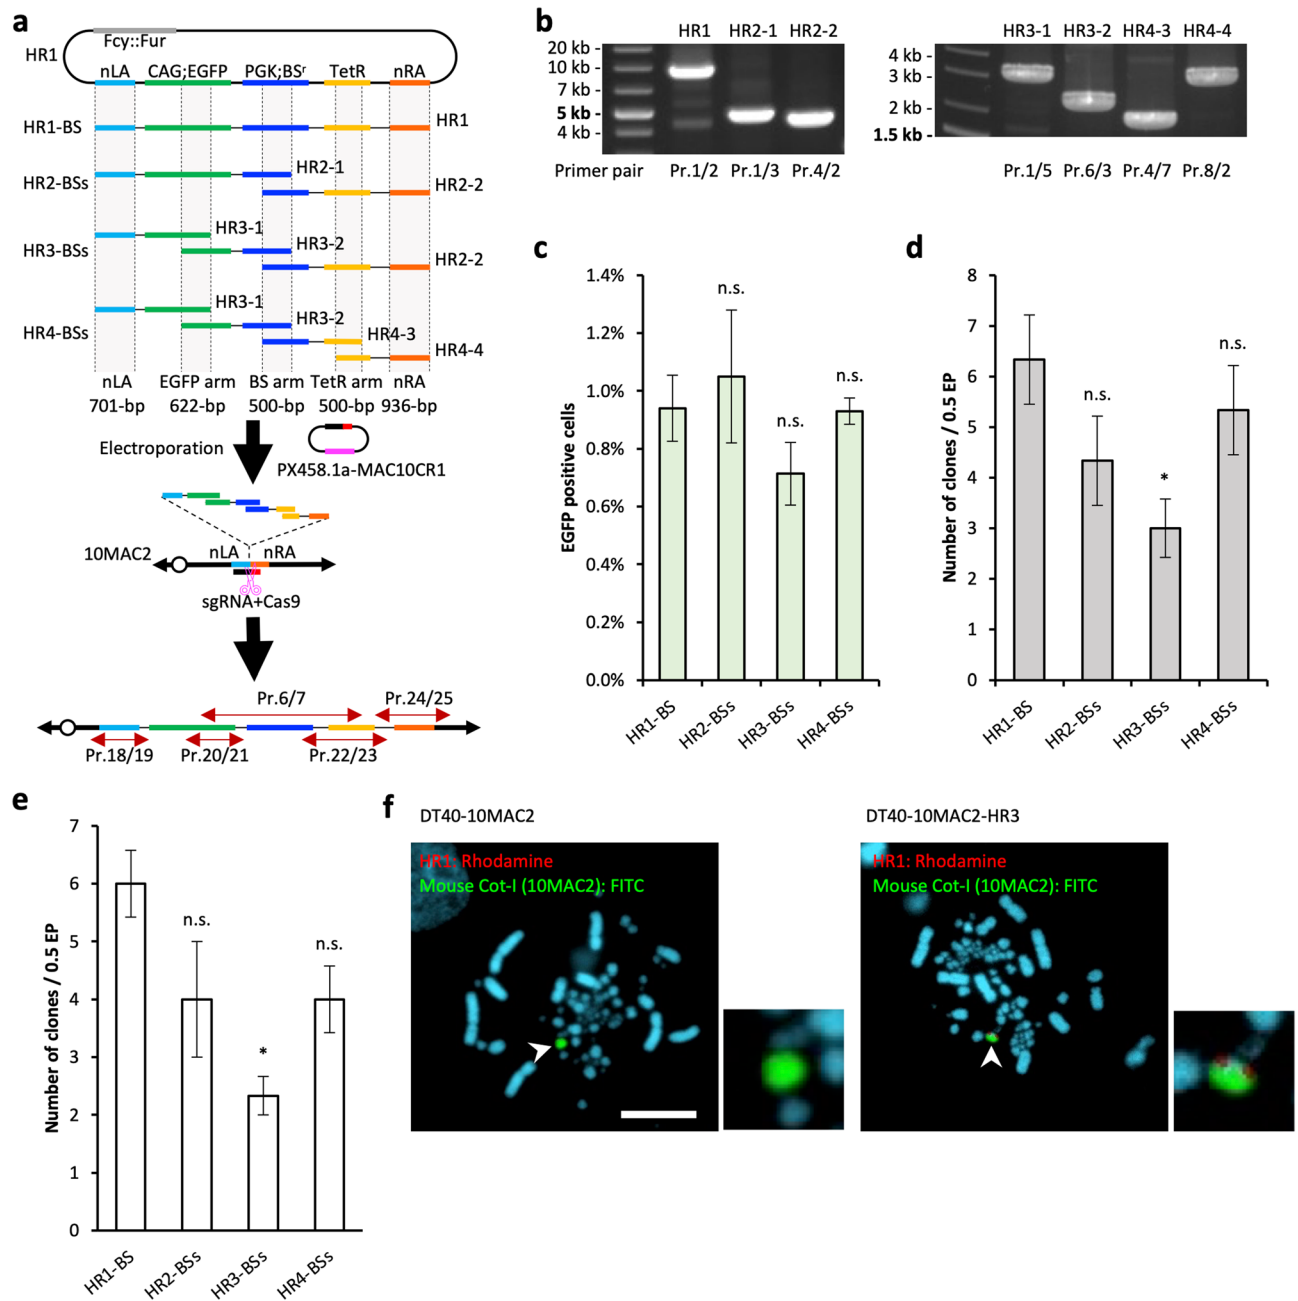 a
Fcy::Fur
HR1
nLA CAG;EGFP PGK;BSr TetR nRA
HR1-BS
HR1
HR2-BSs
HR2-1
HR2-2
HR3-BSs
HR3-1
HR3-2
HR2-2
HR4-BSs
HR3-1
HR3-2
HR4-3
HR4-4
nLA EGFP arm BS arm TetR arm nRA
701-bp 622-bp 500-bp 500-bp 936-bp
Electroporation
PX458.1a-MAC10CR1
10MAC2
nLA nRA
sgRNA+Cas9
Pr.6/7 Pr.24/25
Pr.18/19 Pr.20/21 Pr.22/23
b
HR1 HR2-1 HR2-2
20 kb -
10 kb -
7 kb -
5 kb -
4 kb -
Primer pair Pr.1/2 Pr.1/3 Pr.4/2
HR3-1 HR3-2 HR4-3 HR4-4
4 kb -
3 kb -
2 kb -
1.5 kb -
Pr.1/5 Pr.6/3 Pr.4/7 Pr.8/2
c
EGFP positive cells
1.4%
1.2%
1.0%
0.8%
0.6%
0.4%
0.2%
0.0%
n.s.
n.s.
n.s.
HR1-BS HR2-BSs HR3-BSs HR4-BSs
d
Number of clones / 0.5 EP
8
7
6
5
4
3
2
1
0
n.s.
*
n.s.
HR1-BS HR2-BSs HR3-BSs HR4-BSs
e
Number of clones / 0.5 EP
7
6
5
4
3
2
1
0
n.s.
*
n.s.
HR1-BS HR2-BSs HR3-BSs HR4-BSs
f
DT40-10MAC2
HR1: Rhodamine
Mouse Cot-I (10MAC2): FITC
DT40-10MAC2-HR3
HR1: Rhodamine
Mouse Cot-I (10MAC2): FITC